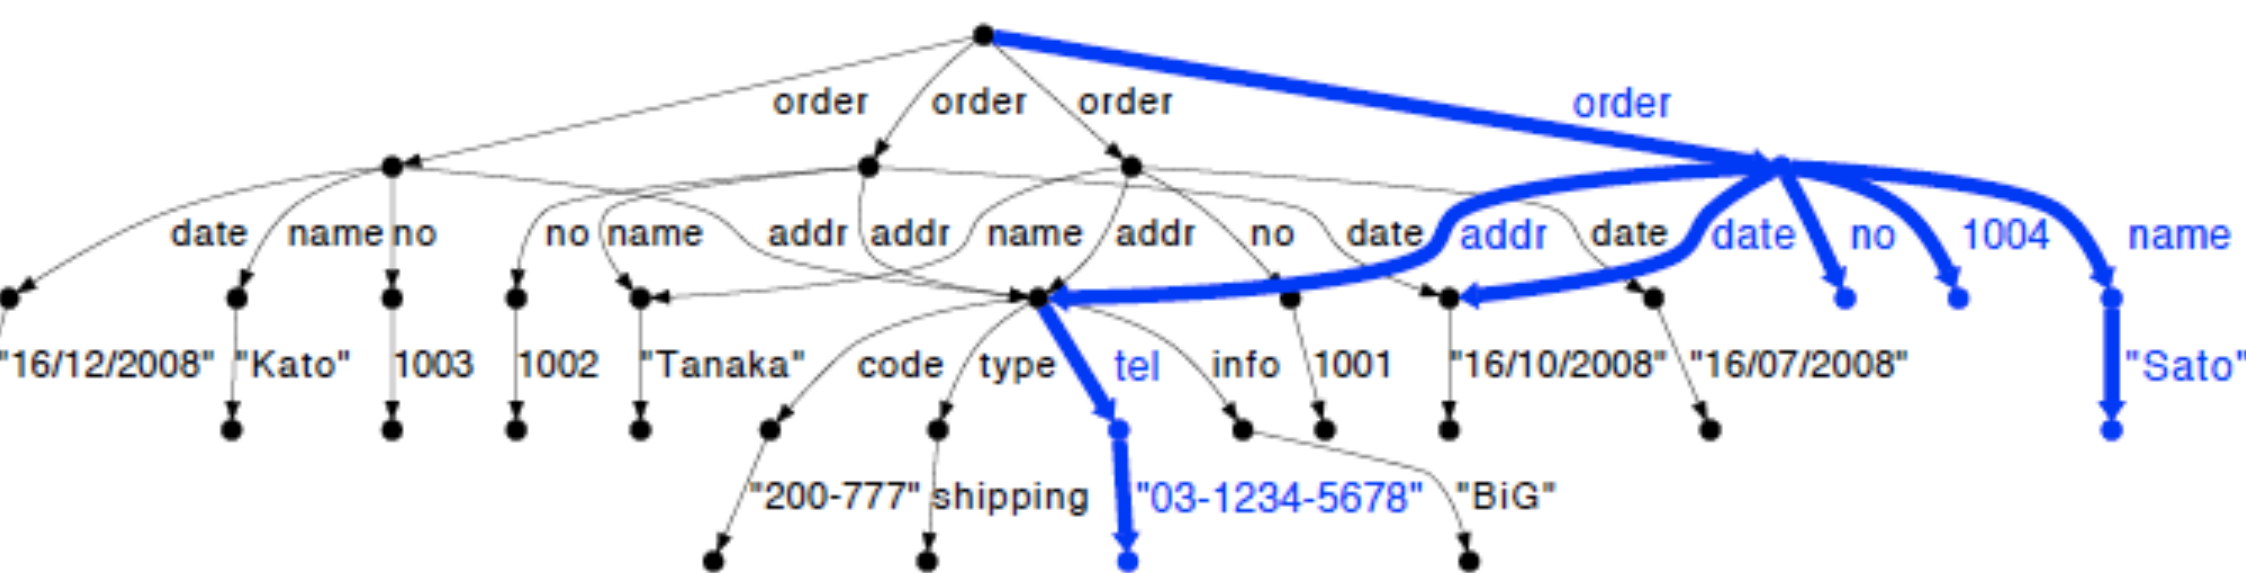 order order order order
date name no no name addr addr name addr no date addr date date no 1004 name
"16/12/2008" "Kato" 1003 1002 "Tanaka" code type tel info 1001 "16/10/2008" "16/07/2008" "Sato"
"200-777" shipping "03-1234-5678" "BiG"